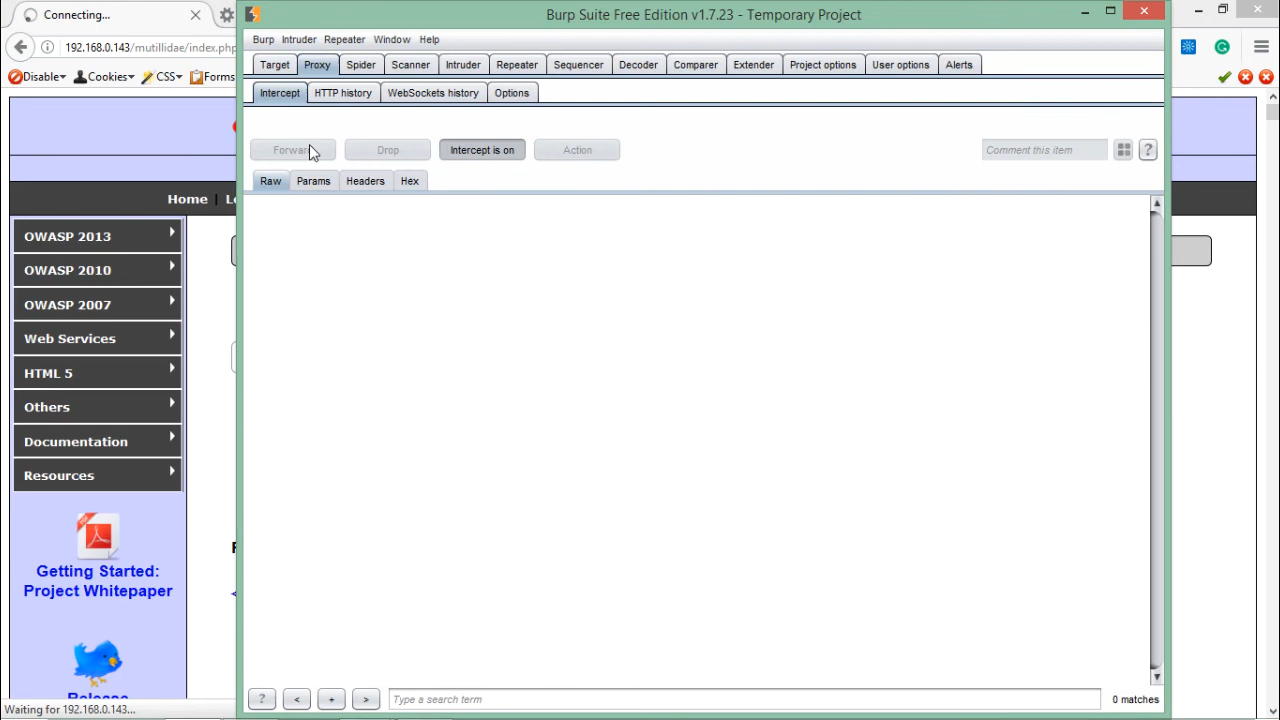 Connecting...
Burp Suite Free Edition v1.7.23 - Temporary Project
192.168.0.143/mutillidae/index.php
Burp Intruder Repeater Window Help
Disable Cookies CSS Forms
Target Proxy Spider Scanner Intruder Repeater Sequencer Decoder Comparer Extender Project options User options Alerts
Intercept HTTP history WebSockets history Options
Forward Drop Intercept is on Action Comment this item ?
Raw Params Headers Hex
Home
OWASP 2013
OWASP 2010
OWASP 2007
Web Services
HTML 5
Others
Documentation
Resources
Getting Started:
Project Whitepaper
Release
? < + > Type a search term 0 matches
Waiting for 192.168.0.143...